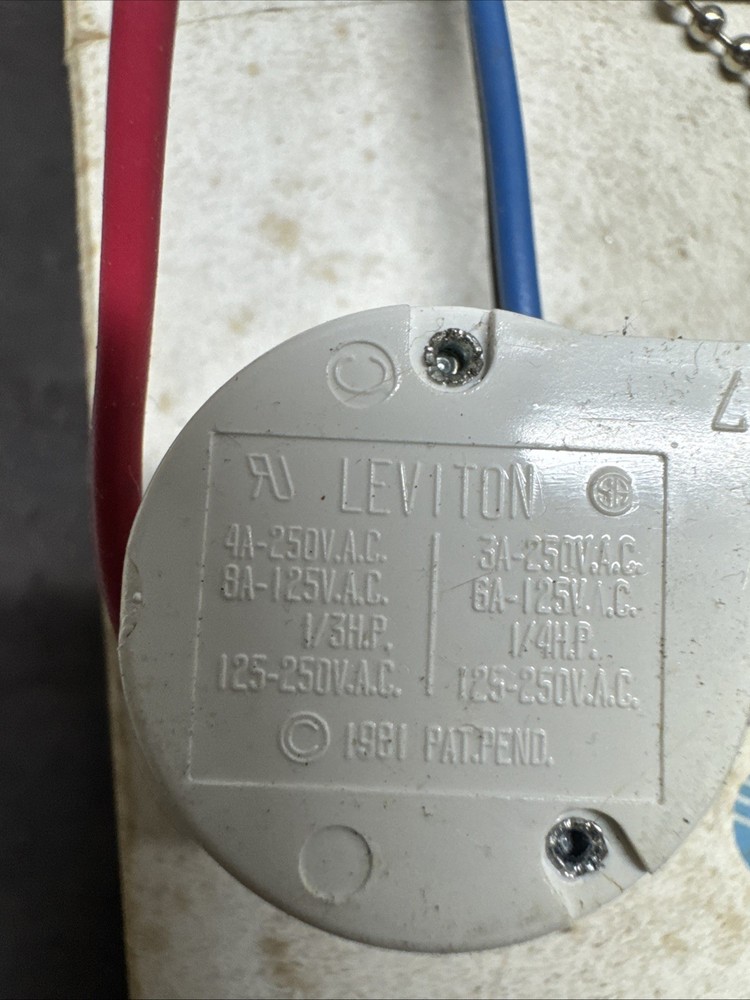 C
L
LEVITON
4A-250V.A.C. 3A-250V.A.C.
8A-125V.A.C. 6A-125V.A.C.
1/3H.P. 1/4H.P.
125-250V.A.C. 125-250V.A.C.
© 1981 PAT.PEND.